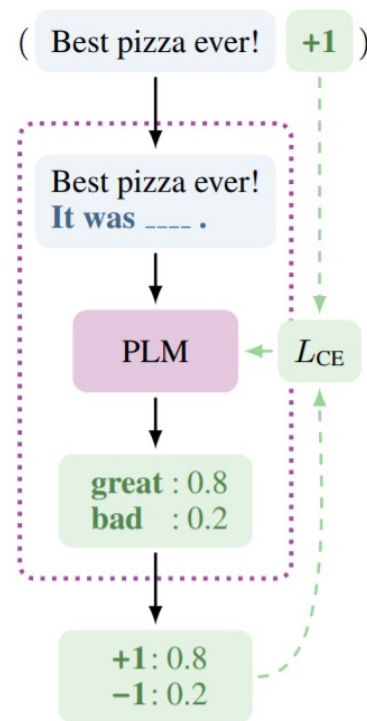 ( Best pizza ever! +1 )
Best pizza ever!
It was ____ .
PLM
L_CE
great : 0.8
bad : 0.2
+1: 0.8
−1: 0.2